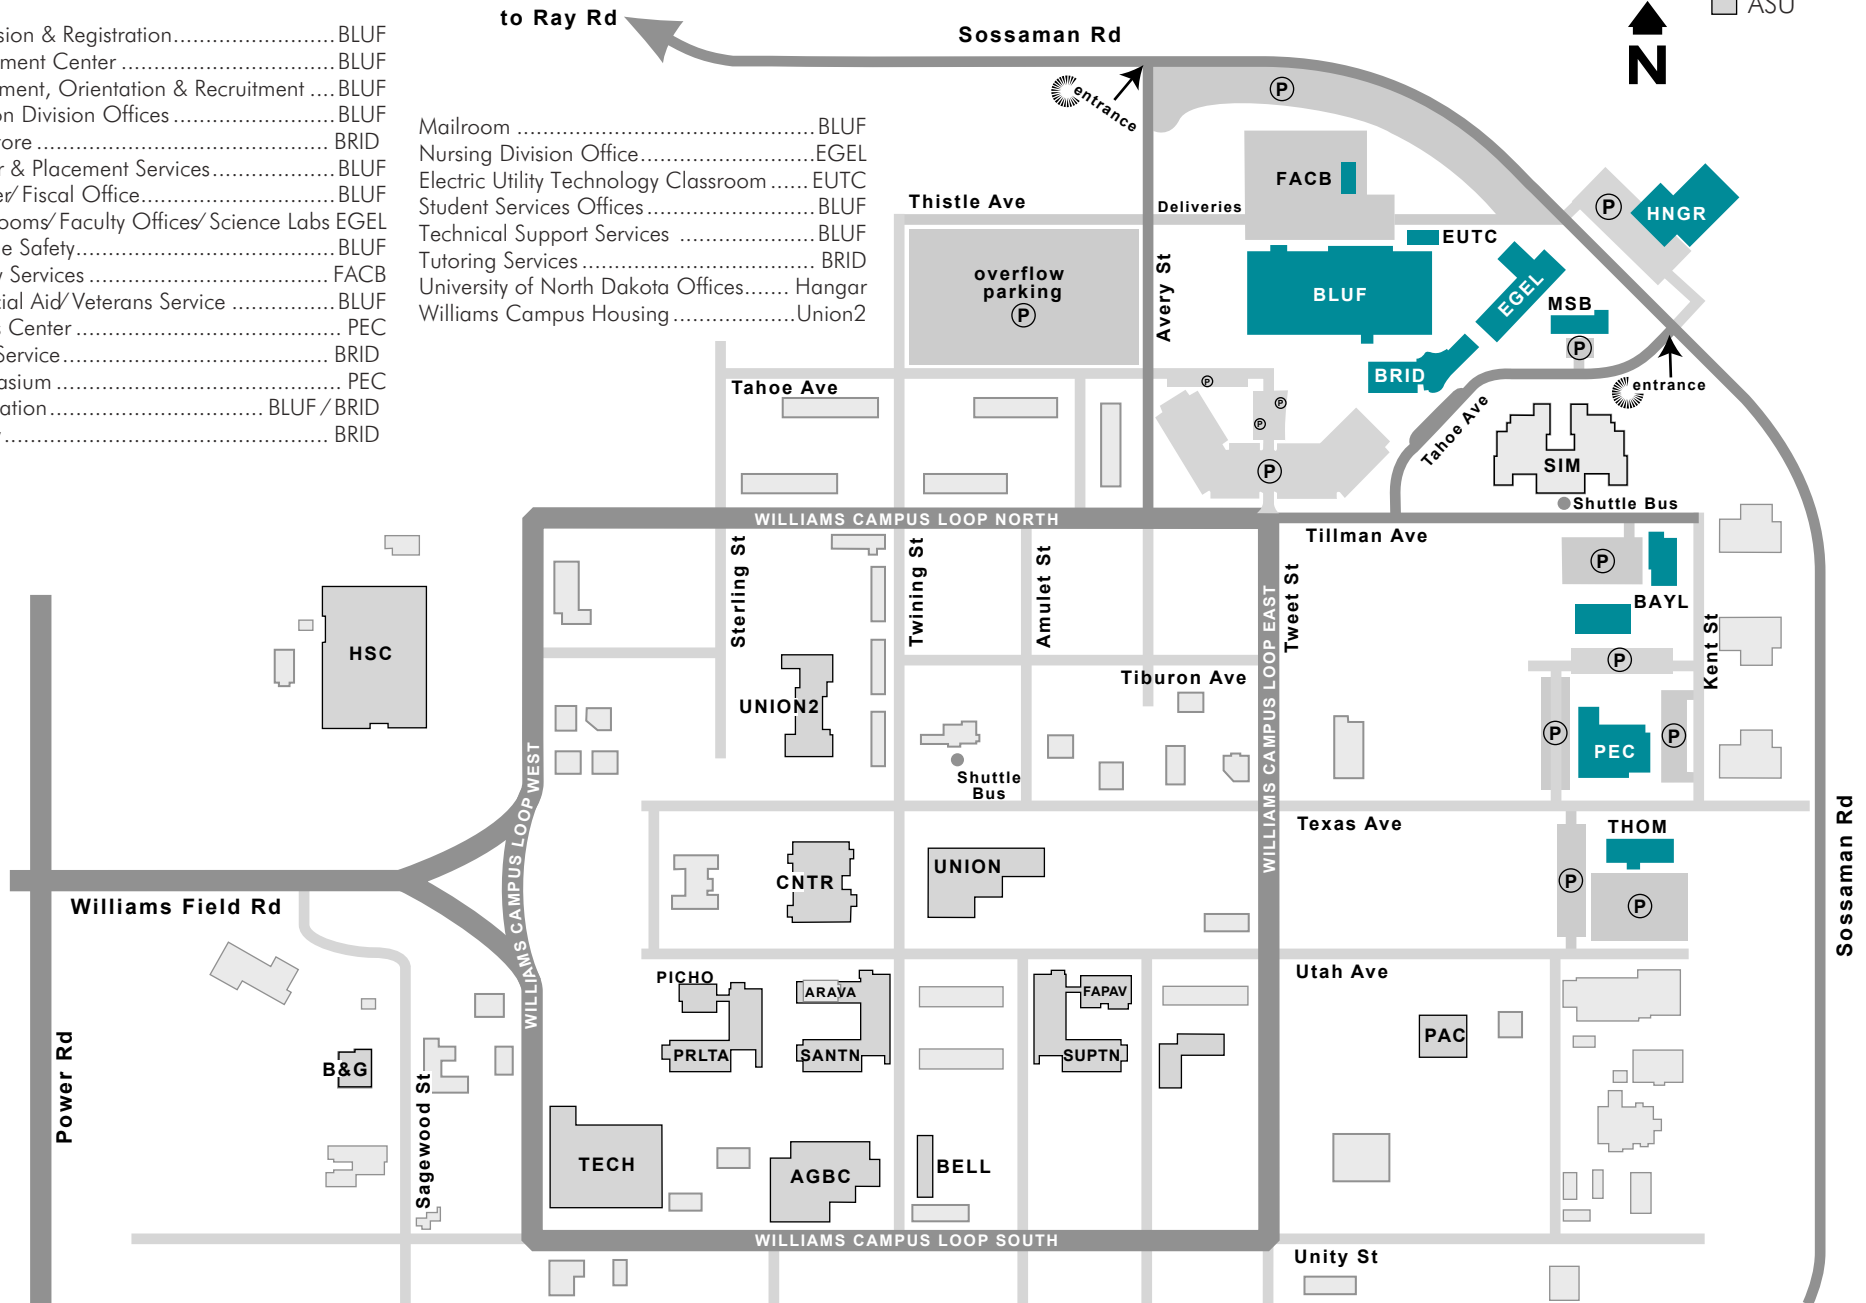 to Ray Rd
Sossaman Rd
ASU
N
sion & Registration BLUF
ment Center BLUF
ment, Orientation & Recruitment BLUF
on Division Offices BLUF
ore BRID
r & Placement Services BLUF
er/ Fiscal Office BLUF
ooms/ Faculty Offices/ Science Labs EGEL
e Safety BLUF
y Services FACB
cial Aid/ Veterans Service BLUF
s Center PEC
Service BRID
asium PEC
ation BLUF / BRID
BRID
Mailroom BLUF
Nursing Division Office EGEL
Electric Utility Technology Classroom EUTC
Student Services Offices BLUF
Technical Support Services BLUF
Tutoring Services BRID
University of North Dakota Offices Hangar
Williams Campus Housing Union2
entrance
P
FACB
Thistle Ave
Deliveries
P
HNGR
EUTC
overflow
parking
P
Avery St
BLUF
EGEL
MSB
P
BRID
entrance
Tahoe Ave
P
P
P
P
Tahoe Ave
SIM
Shuttle Bus
WILLIAMS CAMPUS LOOP NORTH
Tillman Ave
Sterling St
Twining St
Amulet St
Tweet St
WILLIAMS CAMPUS LOOP EAST
P
BAYL
Kent St
P
HSC
UNION2
Tiburon Ave
P
PEC
P
Shuttle
Bus
WILLIAMS CAMPUS LOOP WEST
Texas Ave
THOM
Sossaman Rd
UNION
CNTR
P
P
Williams Field Rd
Utah Ave
PICHO
ARAVA
FAPAV
PAC
PRLTA
SANTN
SUPTN
B&G
Power Rd
Sagewood St
TECH
AGBC
BELL
WILLIAMS CAMPUS LOOP SOUTH
Unity St